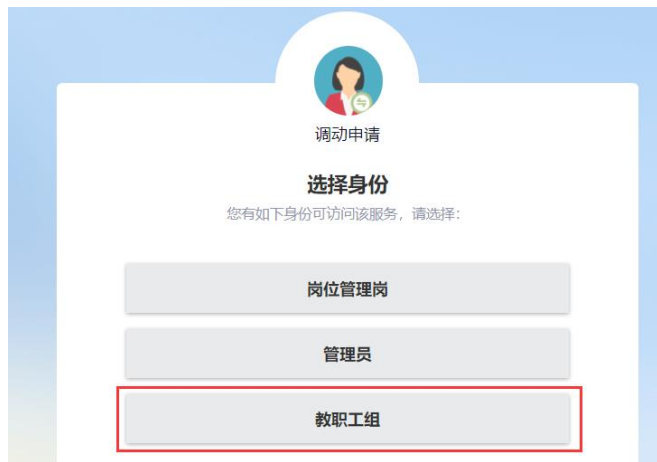 调动申请
选择身份
您有如下身份可访问该服务，请选择：
岗位管理岗
管理员
教职工组